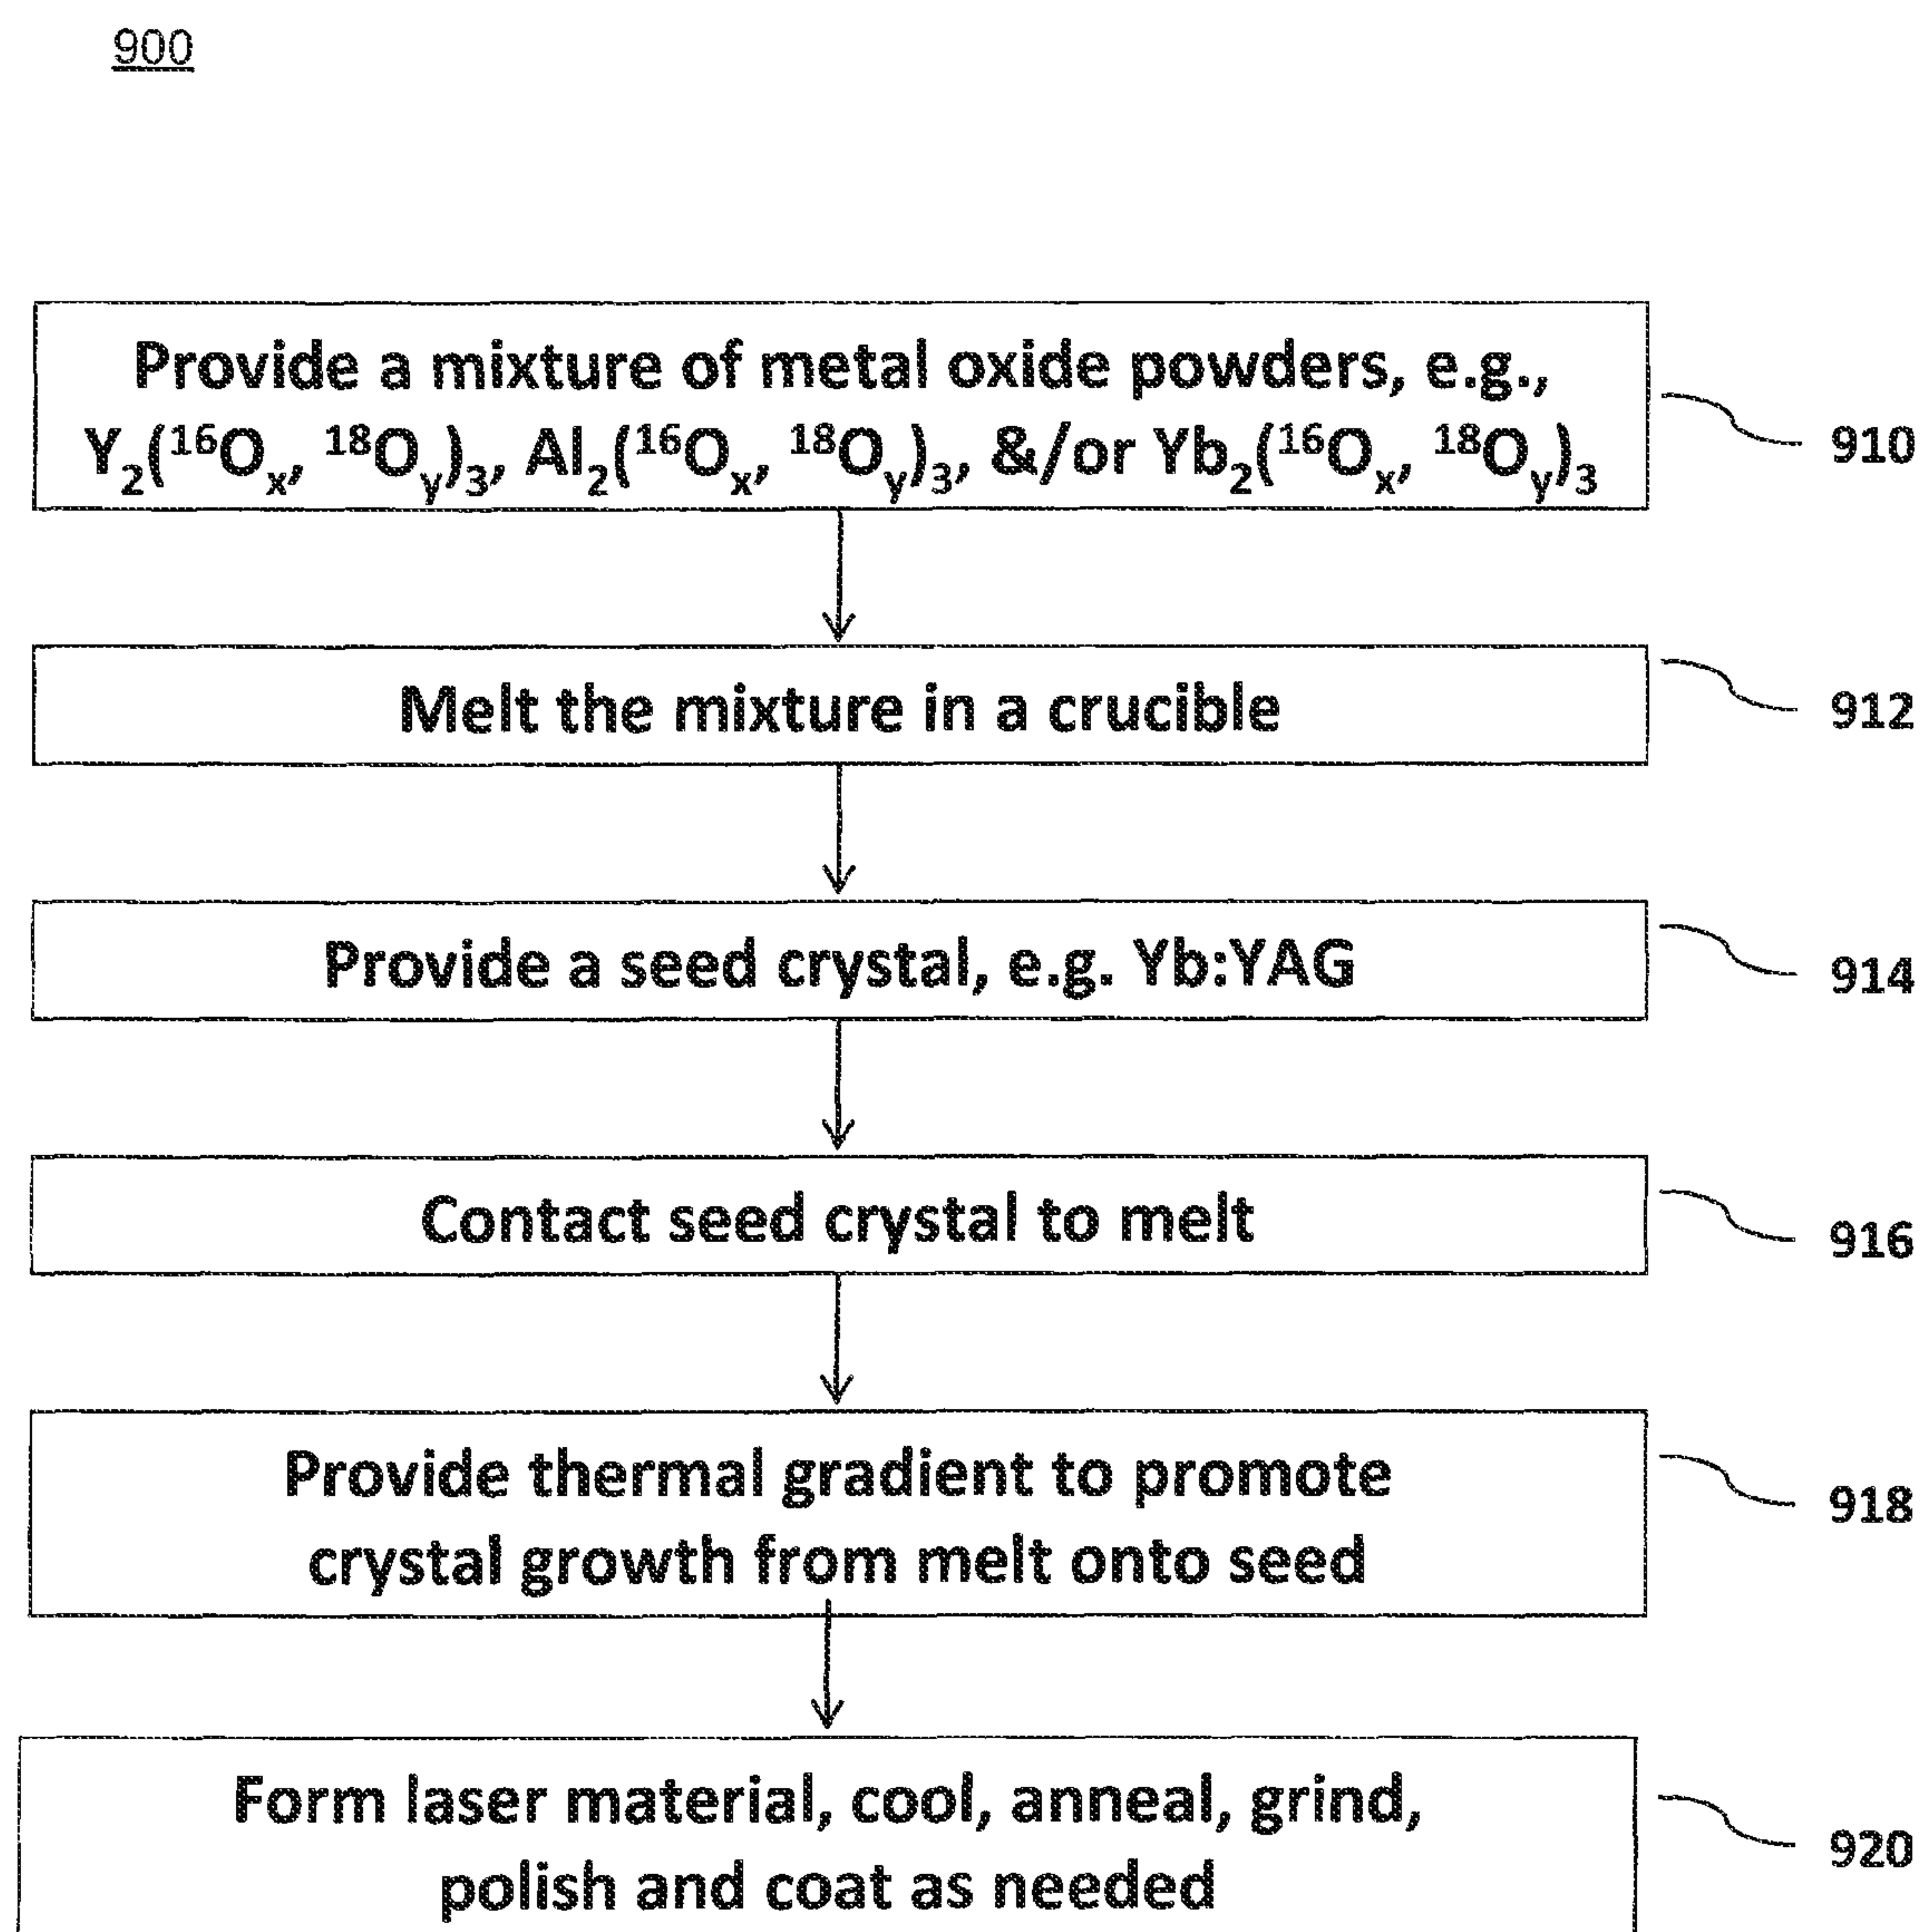 900
Provide a mixture of metal oxide powders, e.g.,
Y₂(¹⁶Oₓ, ¹⁸Oᵧ)₃, Al₂(¹⁶Oₓ, ¹⁸Oᵧ)₃, &/or Yb₂(¹⁶Oₓ, ¹⁸Oᵧ)₃
910
Melt the mixture in a crucible
912
Provide a seed crystal, e.g. Yb:YAG
914
Contact seed crystal to melt
916
Provide thermal gradient to promote
crystal growth from melt onto seed
918
Form laser material, cool, anneal, grind,
polish and coat as needed
920